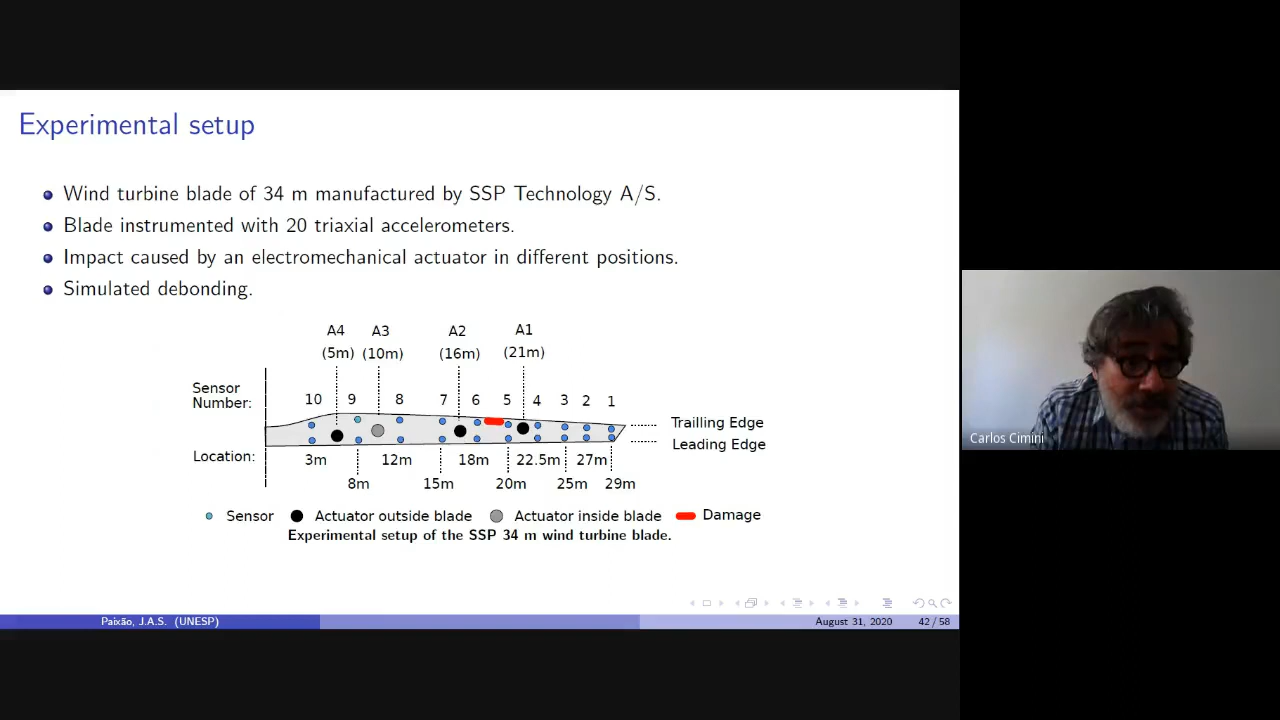 Experimental setup
Wind turbine blade of 34 m manufactured by SSP Technology A/S.
Blade instrumented with 20 triaxial accelerometers.
Impact caused by an electromechanical actuator in different positions.
Simulated debonding.
A4 A3 A2 A1
(5m) (10m) (16m) (21m)
Sensor
Number:
10 9 8 7 6 5 4 3 2 1
Trailling Edge
Leading Edge
Location: 3m 12m 18m 22.5m 27m
8m 15m 20m 25m 29m
Sensor Actuator outside blade Actuator inside blade Damage
Experimental setup of the SSP 34 m wind turbine blade.
Paixão, J.A.S. (UNESP) August 31, 2020 42 / 58
Carlos Cimini